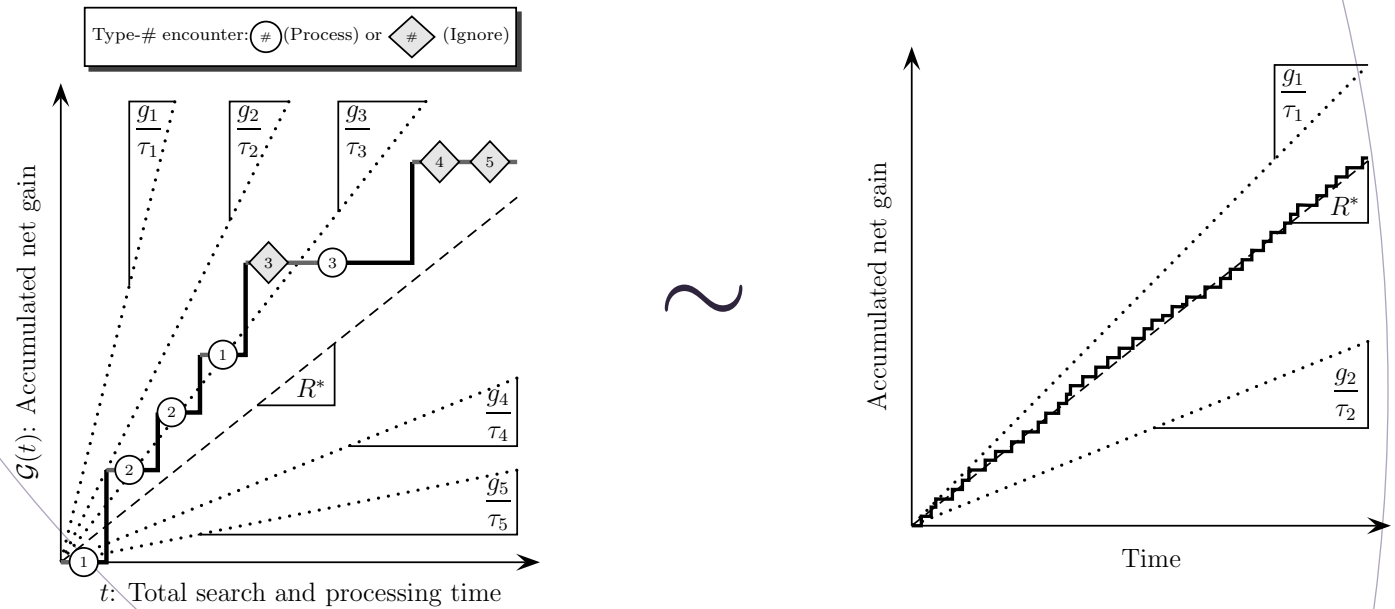 Type-# encounter: # (Process) or # (Ignore)
g₁/τ₁
g₂/τ₂
g₃/τ₃
4
5
3
3
1
R*
2
2
1
g₄/τ₄
g₅/τ₅
𝒢(t): Accumulated net gain
t: Total search and processing time
~
g₁/τ₁
R*
g₂/τ₂
Accumulated net gain
Time